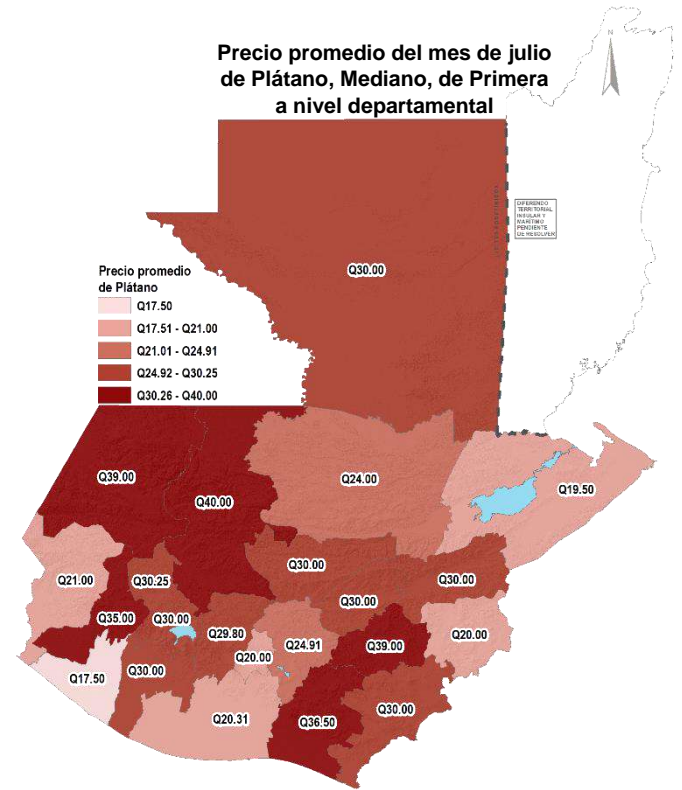 Precio promedio del mes de julio
de Plátano, Mediano, de Primera
a nivel departamental
N
DIFERENDO
TERRITORIAL
INSULAR Y
MARÍTIMO
PENDIENTE
DE RESOLVER
Q30.00
Precio promedio
de Plátano
Q17.50
Q17.51 - Q21.00
Q21.01 - Q24.91
Q24.92 - Q30.25
Q30.26 - Q40.00
Q39.00
Q40.00
Q24.00
Q19.50
Q21.00
Q30.25
Q30.00
Q30.00
Q30.00
Q35.00
Q30.00
Q29.80
Q24.91
Q39.00
Q20.00
Q20.00
Q17.50
Q30.00
Q20.31
Q36.50
Q30.00